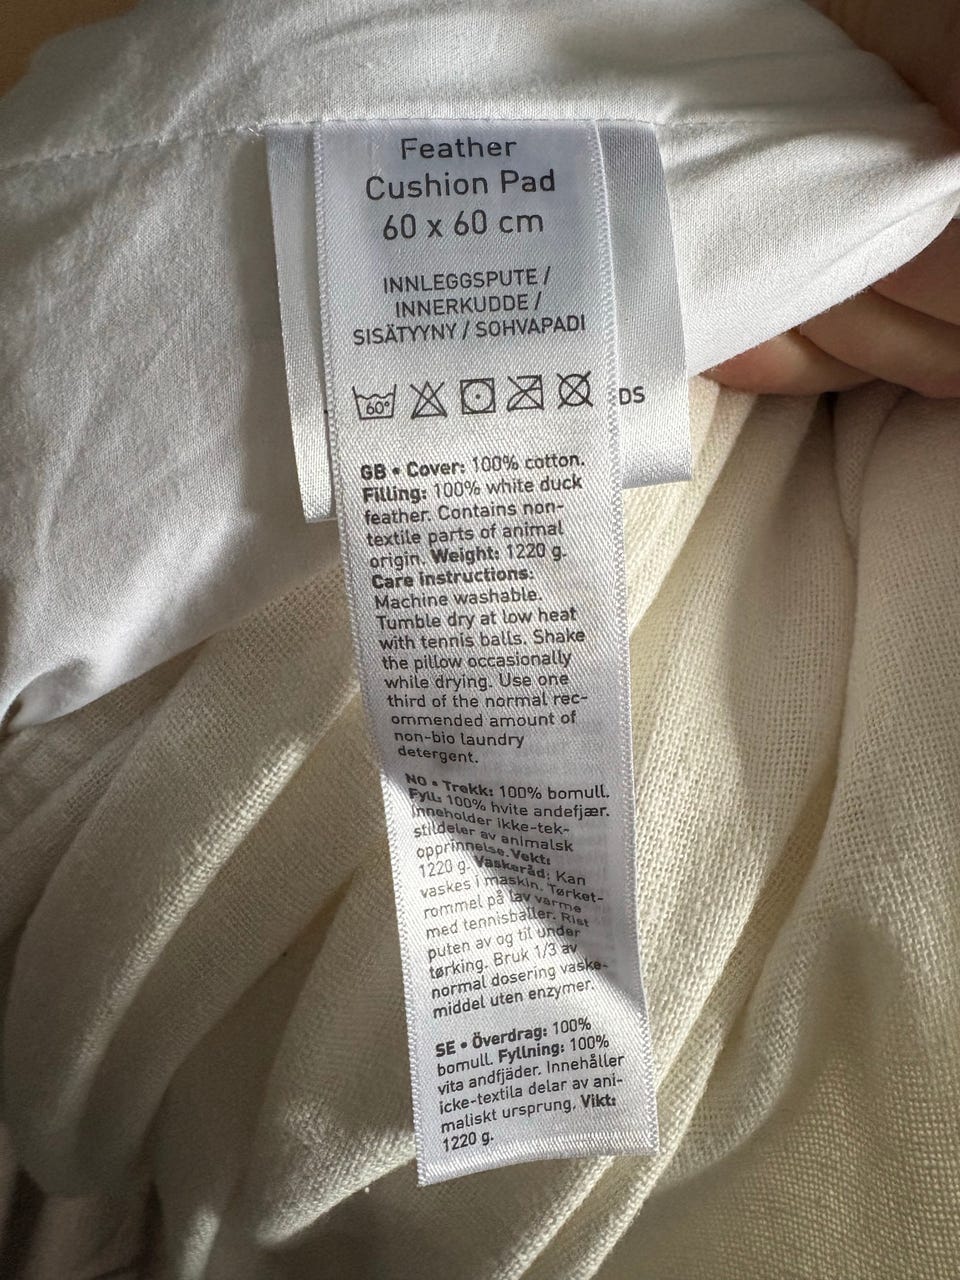 Feather
Cushion Pad
60 x 60 cm
INNLEGGSPUTE /
INNERKUDDE /
SISÄTYYNY / SOHVAPADI
60°
DS
GB • Cover: 100% cotton.
Filling: 100% white duck
feather. Contains non-
textile parts of animal
origin. Weight: 1220 g.
Care instructions:
Machine washable.
Tumble dry at low heat
with tennis balls. Shake
the pillow occasionally
while drying. Use one
third of the normal rec-
ommended amount of
non-bio laundry
detergent.
NO • Trekk: 100% bomull.
Fyll: 100% hvite andefjær.
Inneholder ikke-tek-
stildeler av animalsk
opprinnelse. Vekt:
1220 g. Vaskeråd: Kan
vaskes i maskin. Tørket-
rommel på lav varme
med tennisballer. Rist
puten av og til under
tørking. Bruk 1/3 av
normal dosering vaske-
middel uten enzymer.
SE • Överdrag: 100%
bomull. Fyllning: 100%
vita andfjäder. Innehåller
icke-textila delar av ani-
maliskt ursprung. Vikt:
1220 g.